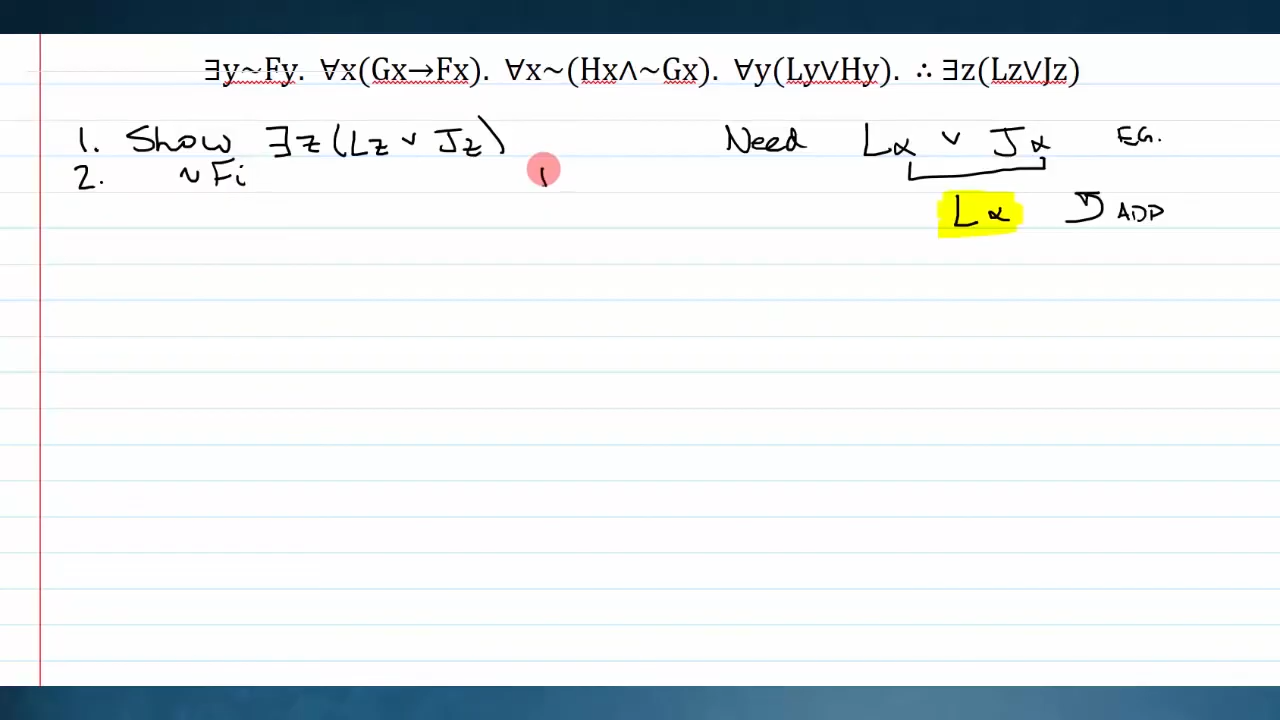 ∃y~Fy. ∀x(Gx→Fx). ∀x~(Hx∧~Gx). ∀y(Ly∨Hy). ∴ ∃z(Lz∨Jz)
1. Show ∃z(Lz ∨ Jz)
Need Lα ∨ Jα EG.
2. ~Fi
Lα ADD